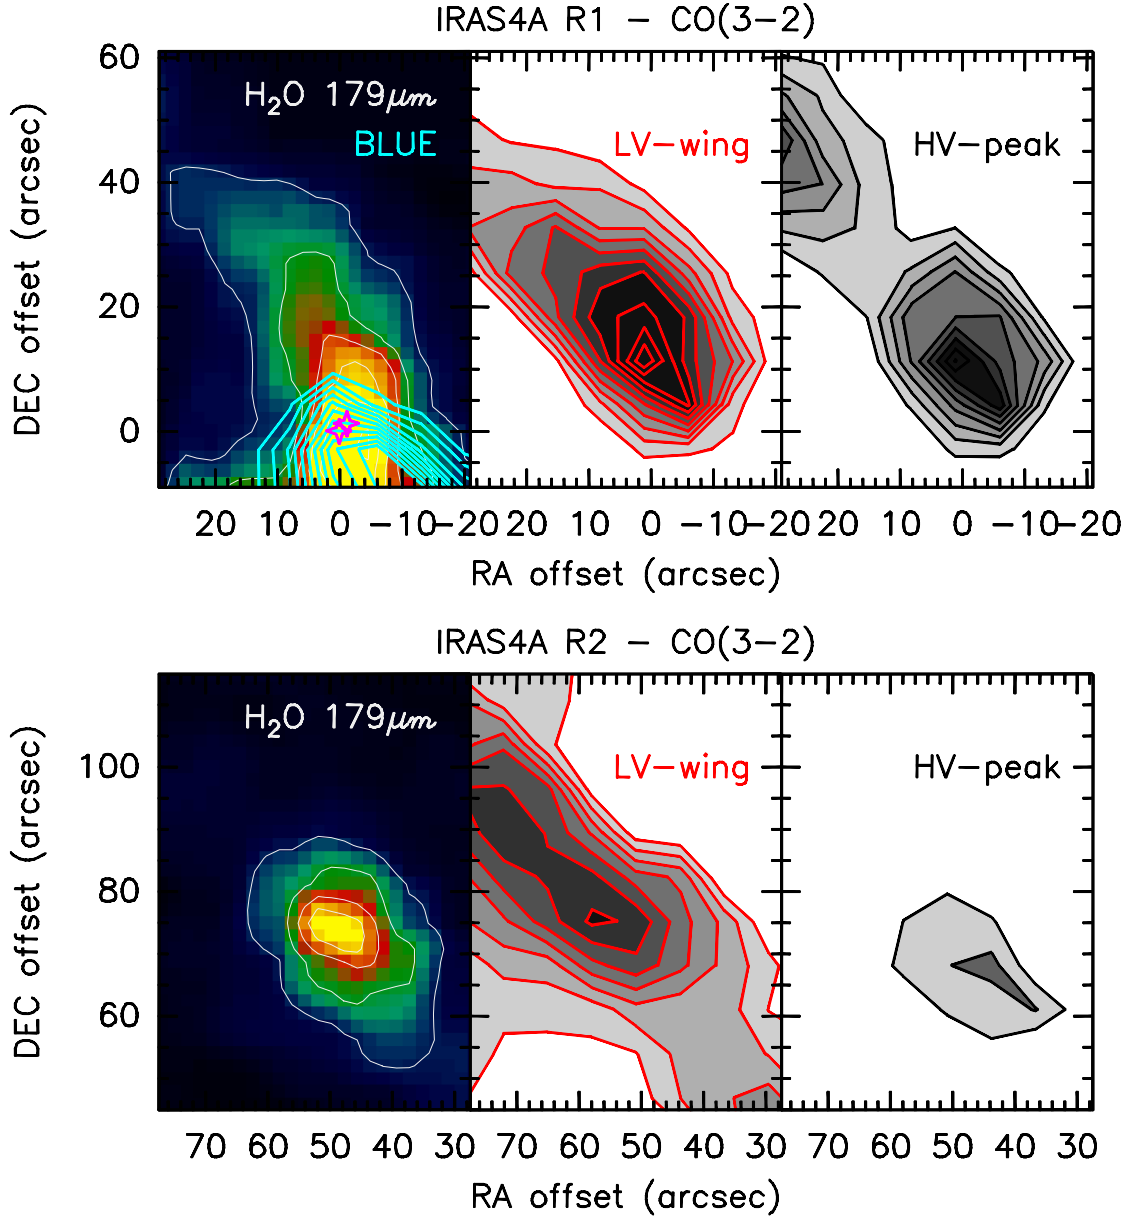 IRAS4A R1 − CO(3−2)
H₂O 179μm
BLUE
LV−wing
HV−peak
60
40
20
0
DEC offset (arcsec)
20 10 0 −10 −20
20 10 0 −10 −20
20 10 0 −10 −20
RA offset (arcsec)
IRAS4A R2 − CO(3−2)
H₂O 179μm
LV−wing
HV−peak
100
80
60
DEC offset (arcsec)
70 60 50 40 30
70 60 50 40 30
70 60 50 40 30
RA offset (arcsec)